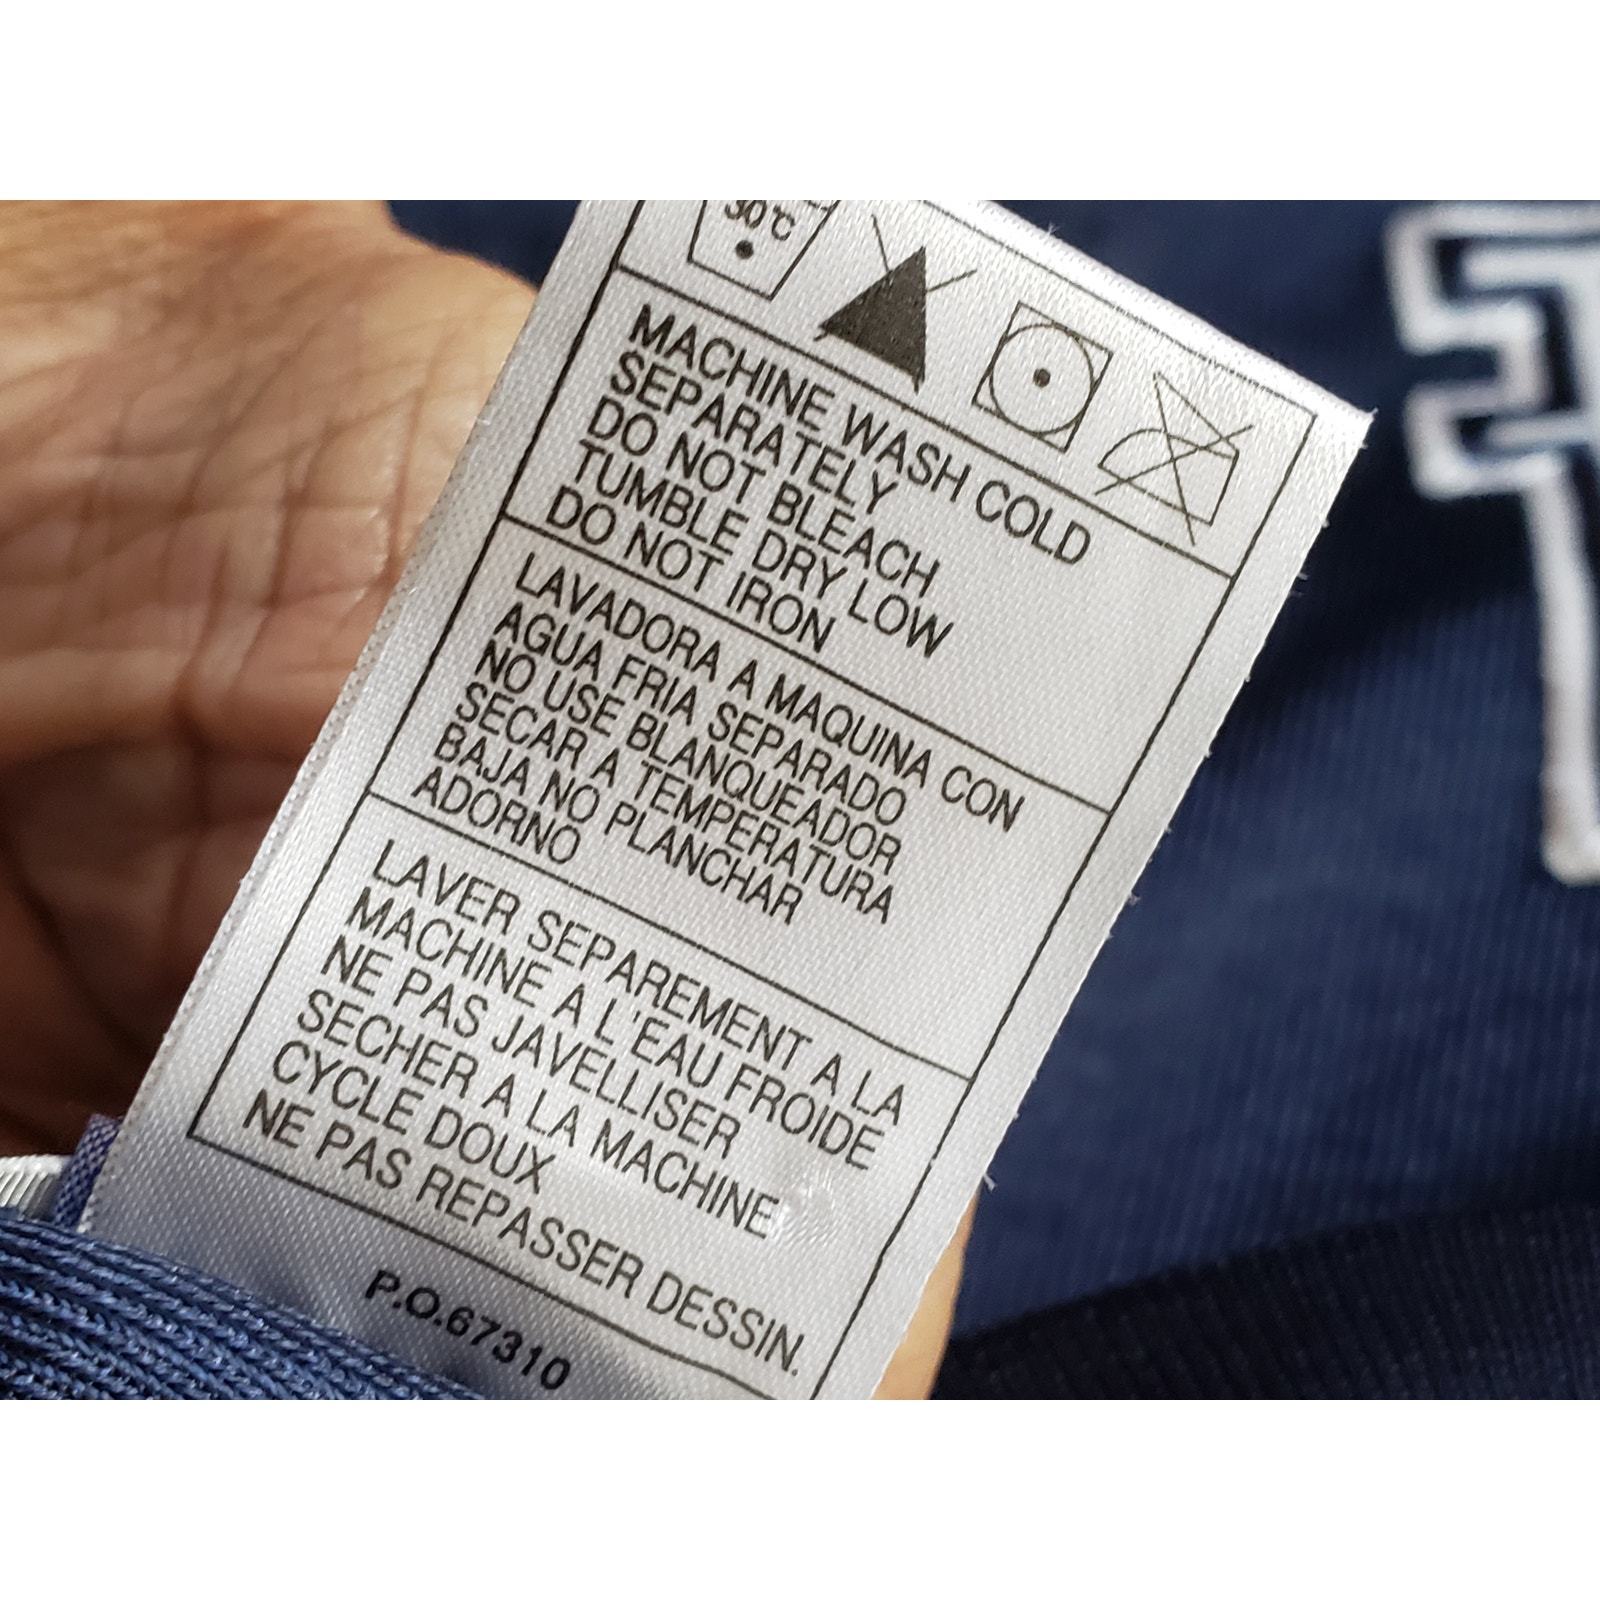 30℃
MACHINE WASH COLD
SEPARATELY
DO NOT BLEACH
TUMBLE DRY LOW
DO NOT IRON
LAVADORA A MAQUINA CON
AGUA FRIA SEPARADO
NO USE BLANQUEADOR
SECAR A TEMPERATURA
BAJA NO PLANCHAR
ADORNO
LAVER SEPAREMENT A LA
MACHINE A L'EAU FROIDE
NE PAS JAVELLISER
SECHER A LA MACHINE
CYCLE DOUX
NE PAS REPASSER DESSIN.
P.O.67310